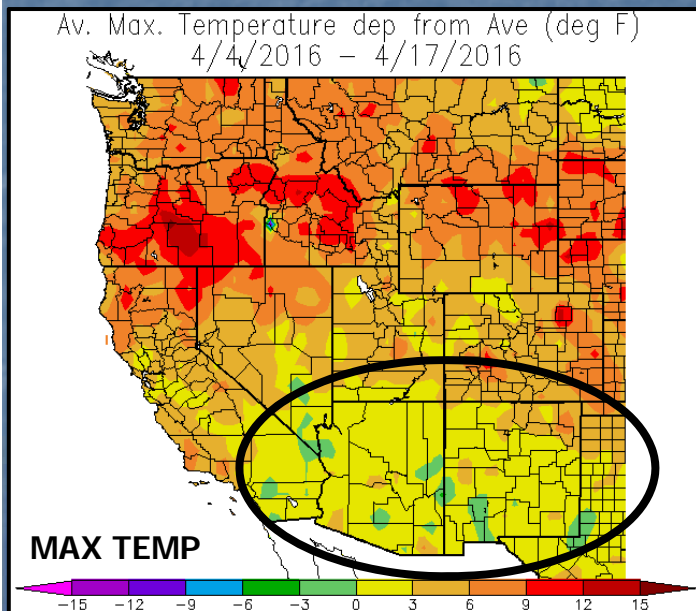 Av. Max. Temperature dep from Ave (deg F)
4/4/2016 – 4/17/2016
MAX TEMP
−15 −12 −9 −6 −3 0 3 6 9 12 15